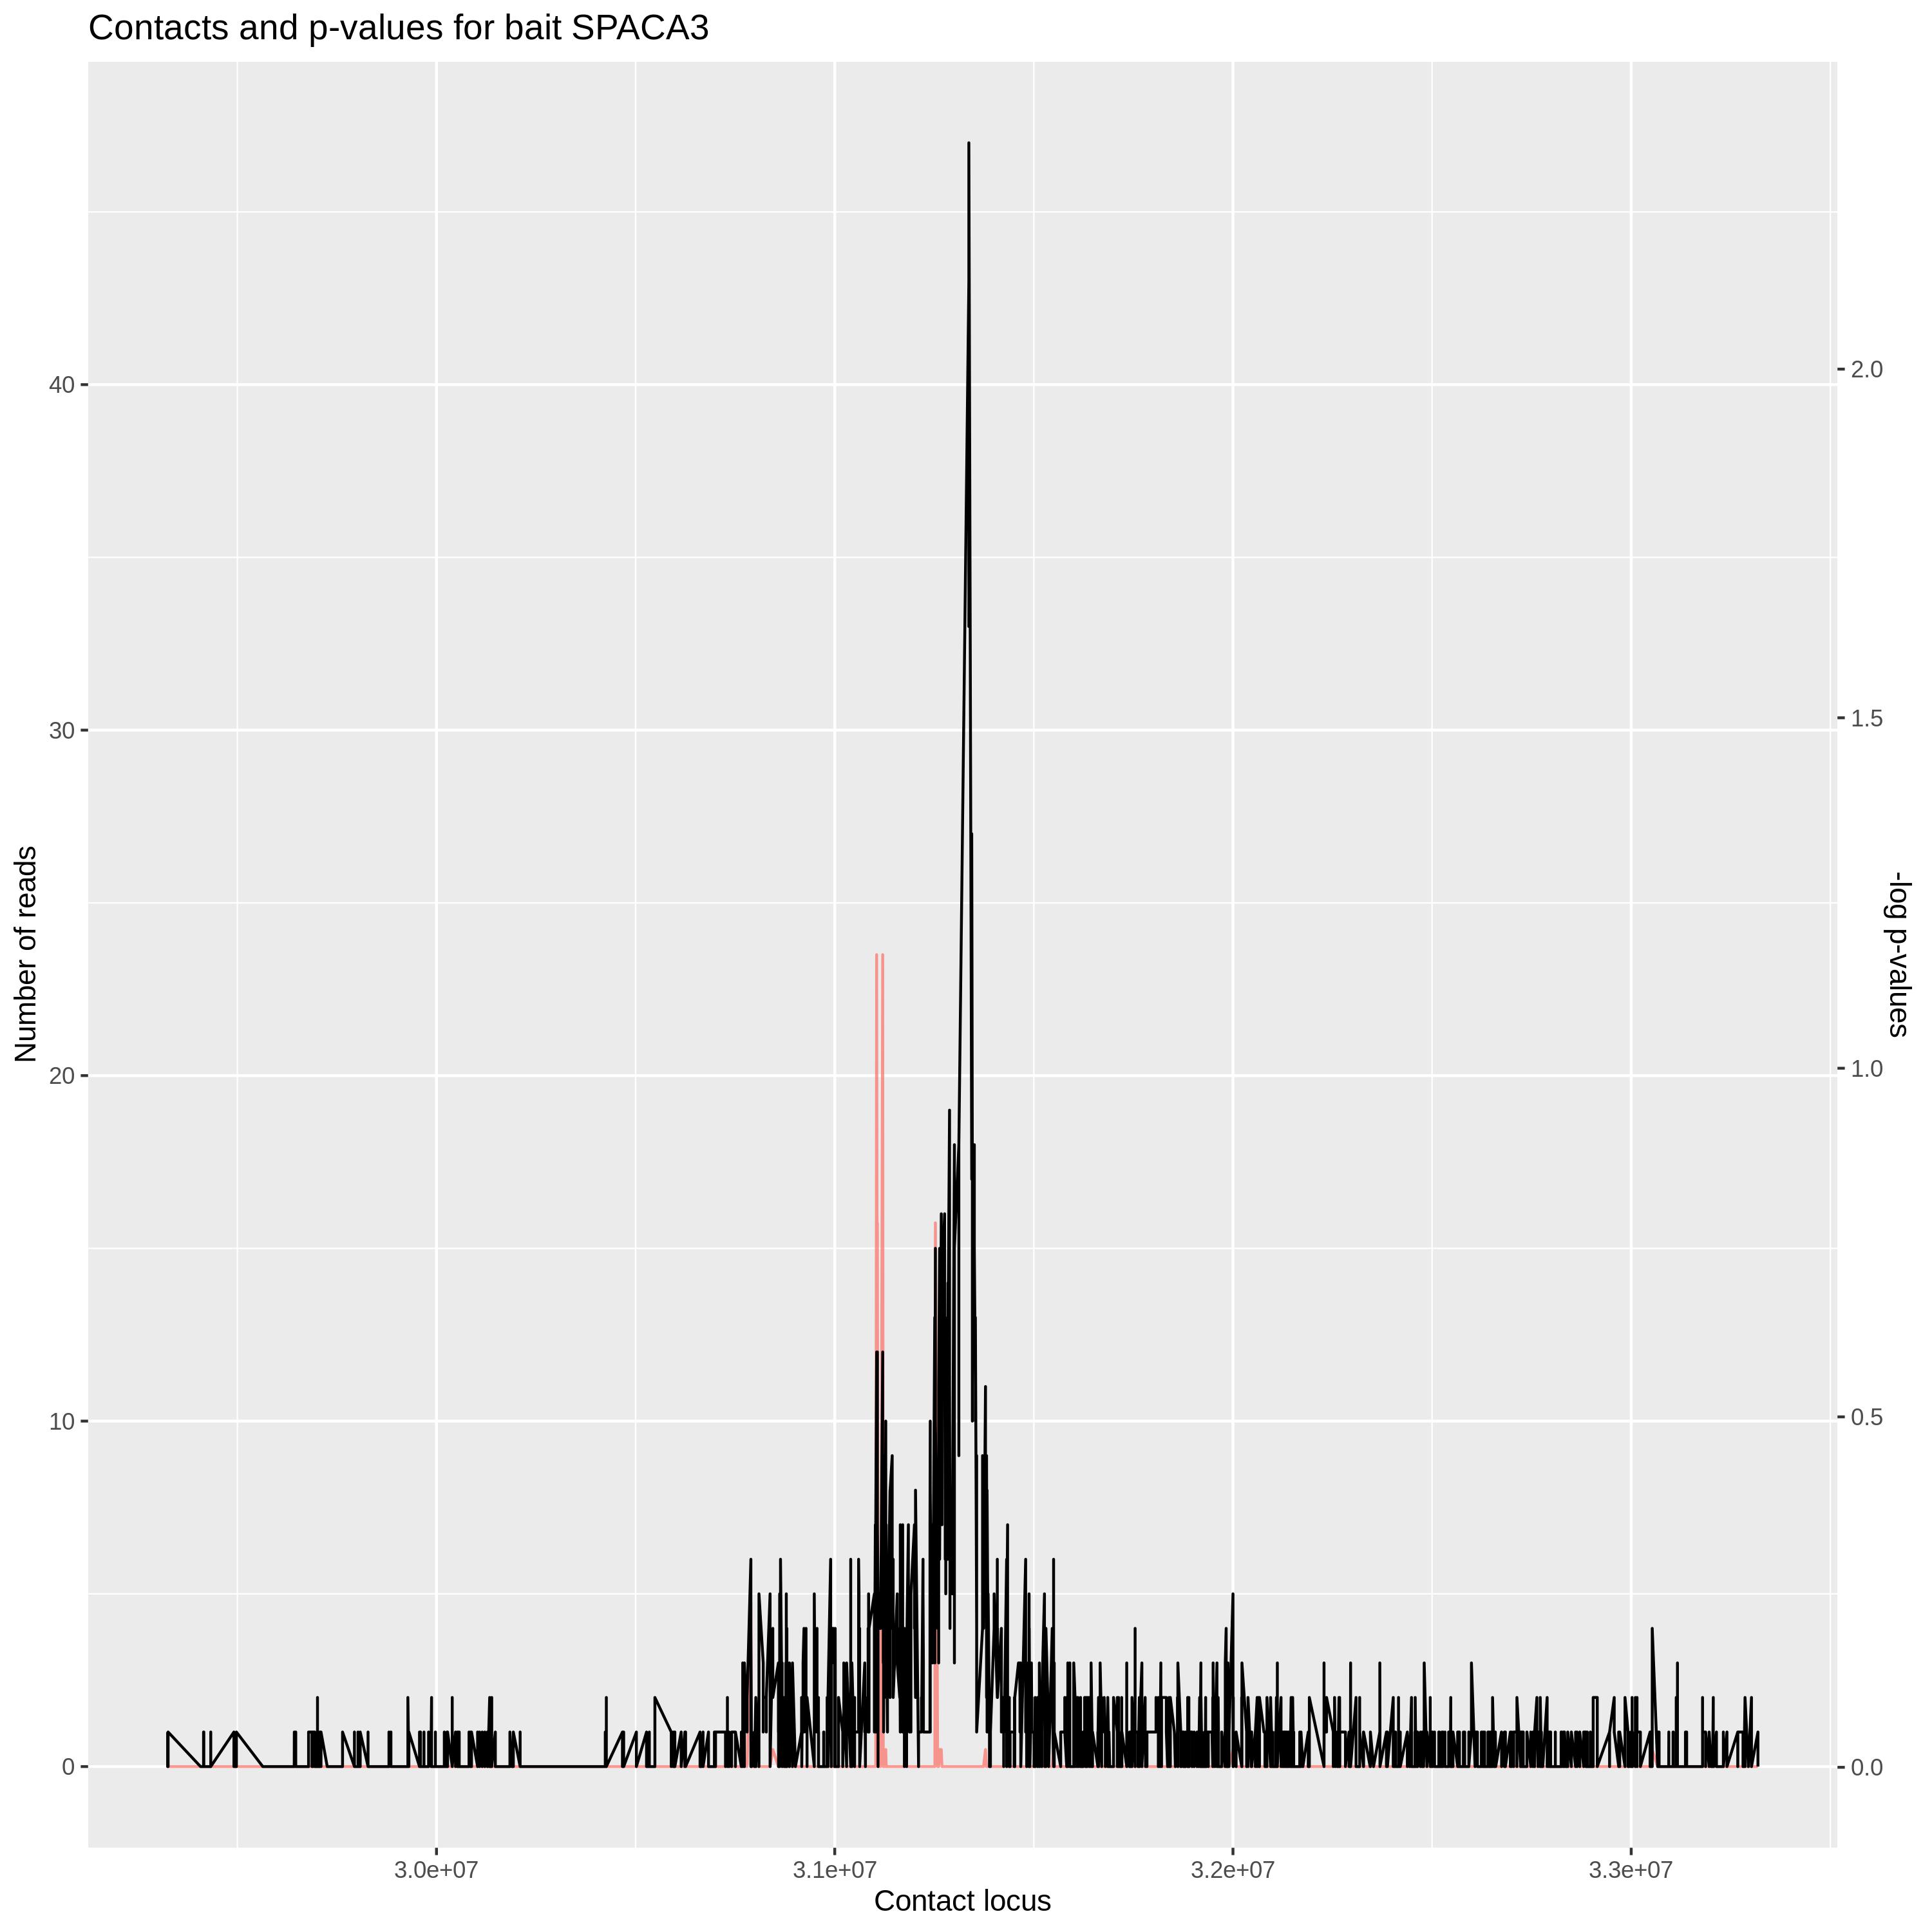 Contacts and p-values for bait SPACA3
40
30
20
10
0
2.0
1.5
1.0
0.5
0.0
Number of reads
-log p-values
3.0e+07 3.1e+07 3.2e+07 3.3e+07
Contact locus